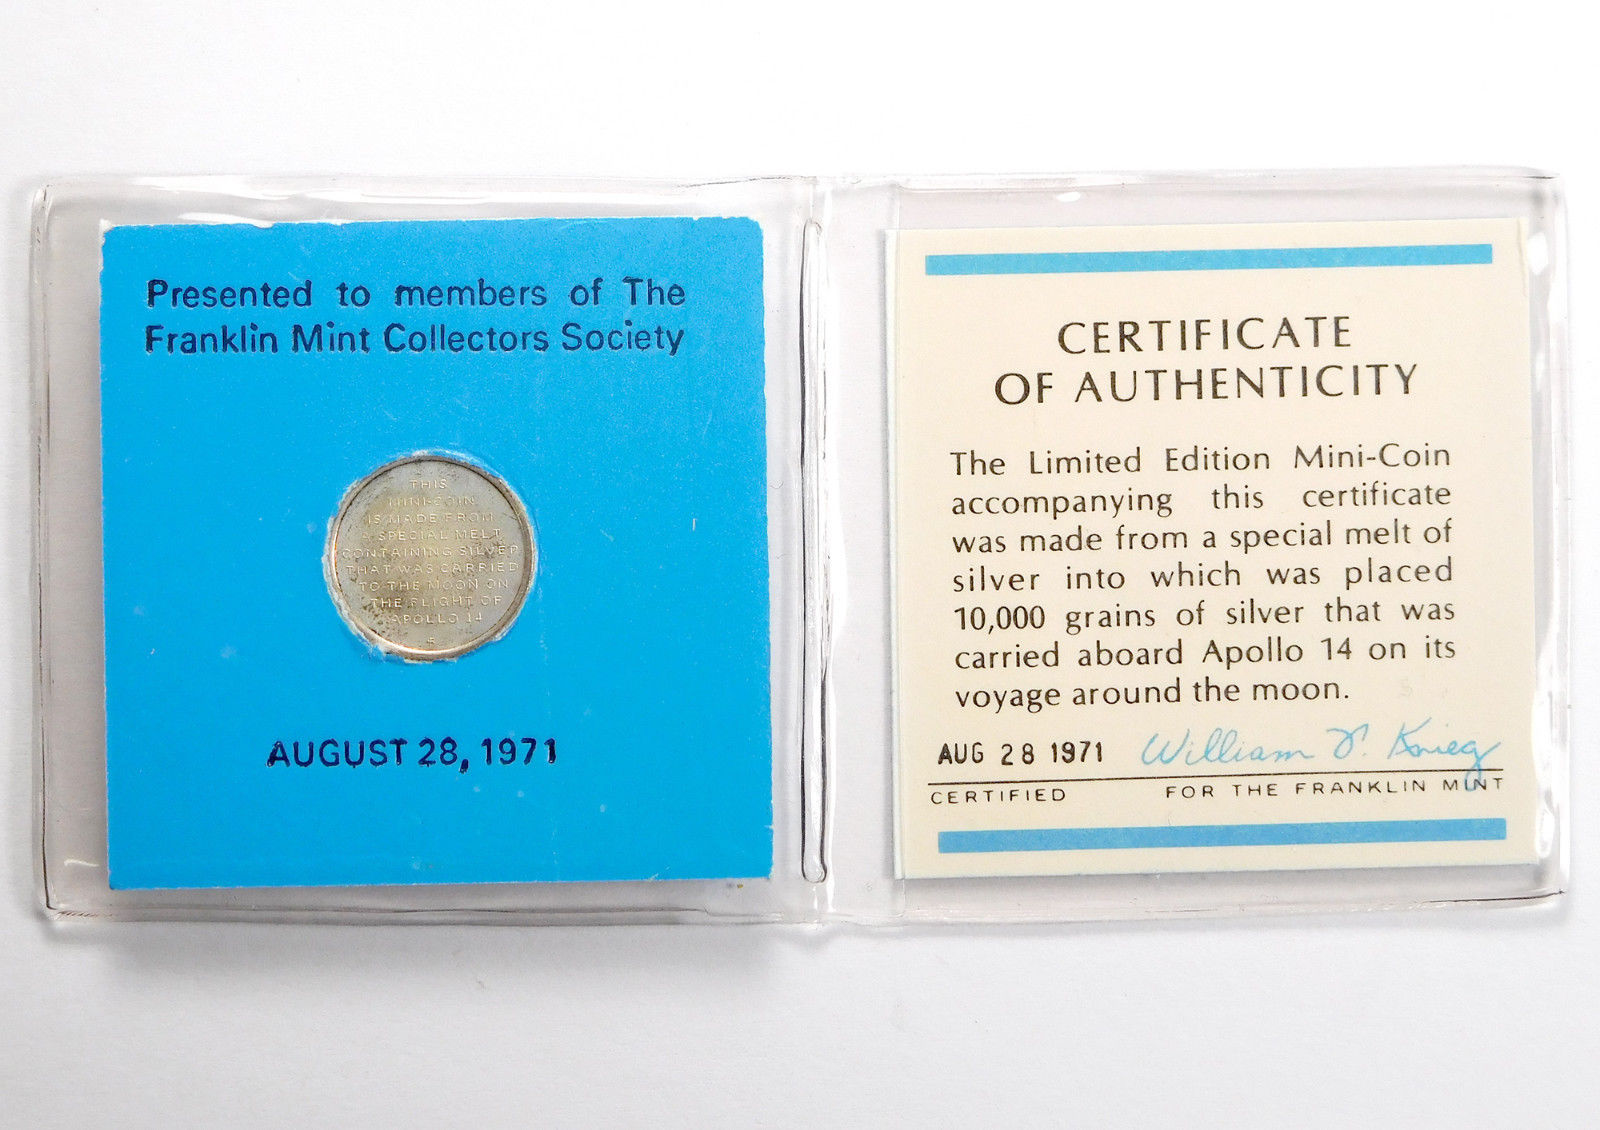 Presented to members of The
Franklin Mint Collectors Society
THIS
MINI-COIN
IS MADE FROM
A SPECIAL MELT
CONTAINING SILVER
THAT WAS CARRIED
TO THE MOON ON
THE FLIGHT OF
APOLLO 14
AUGUST 28, 1971
CERTIFICATE
OF AUTHENTICITY
The Limited Edition Mini-Coin
accompanying this certificate
was made from a special melt of
silver into which was placed
10,000 grains of silver that was
carried aboard Apollo 14 on its
voyage around the moon.
AUG 28 1971 William T. Krieg
CERTIFIED FOR THE FRANKLIN MINT